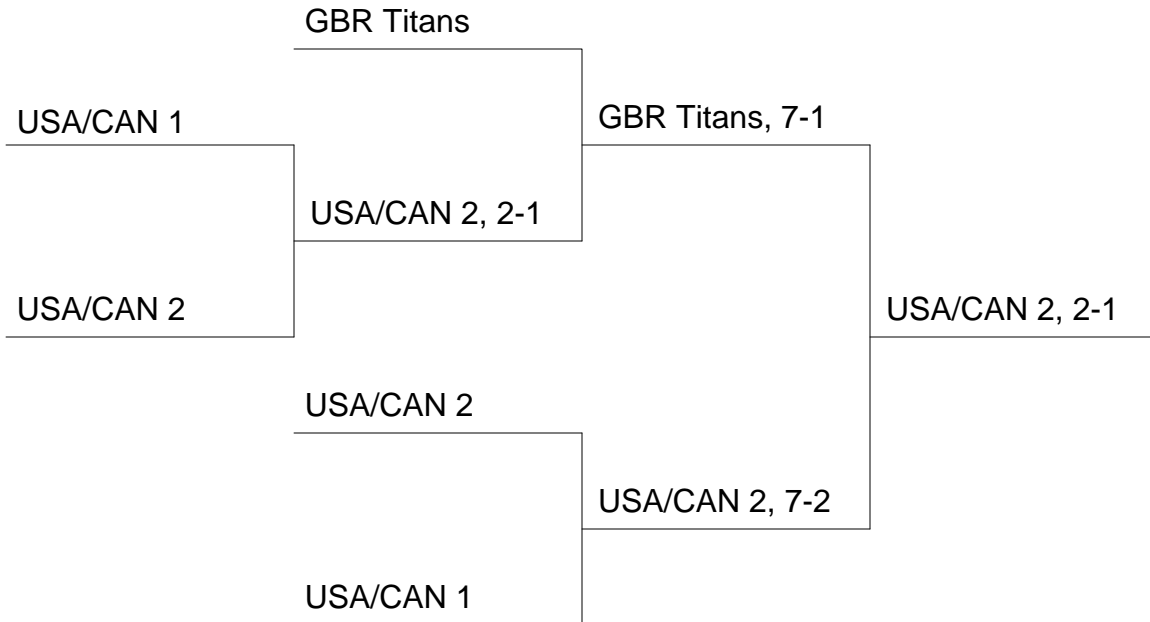 GBR Titans
USA/CAN 1
GBR Titans, 7-1
USA/CAN 2, 2-1
USA/CAN 2
USA/CAN 2, 2-1
USA/CAN 2
USA/CAN 2, 7-2
USA/CAN 1